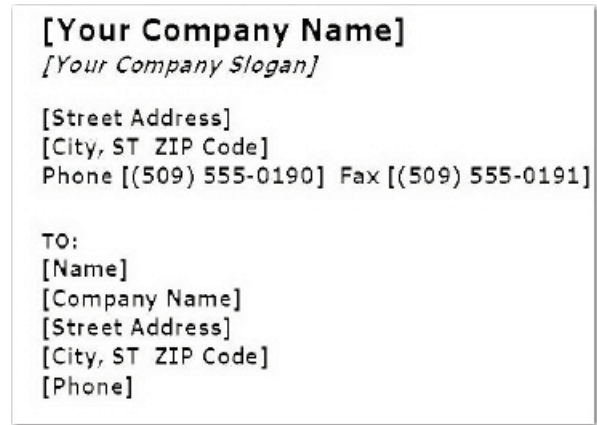 [Your Company Name]
[Your Company Slogan]
[Street Address]
[City, ST  ZIP Code]
Phone [(509) 555-0190]  Fax [(509) 555-0191]
TO:
[Name]
[Company Name]
[Street Address]
[City, ST  ZIP Code]
[Phone]